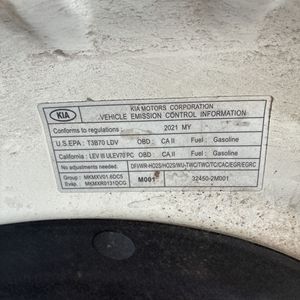 KIA
KIA MOTORS CORPORATION
VEHICLE EMISSION CONTROL INFORMATION
Conforms to regulations : 2021 MY
U.S.EPA : T3B70 LDV OBD : CA II Fuel : Gasoline
California : LEV III ULEV70 PC OBD : CA II Fuel : Gasoline
No adjustments needed DFI/WR-HO2S/HO2S/WU-TWC/TWC/TC/CAC/EGR/EGRC
Group : MKMXV01.6DC5 M001 32450-2M001
Evap. : MKMXR0131DCG